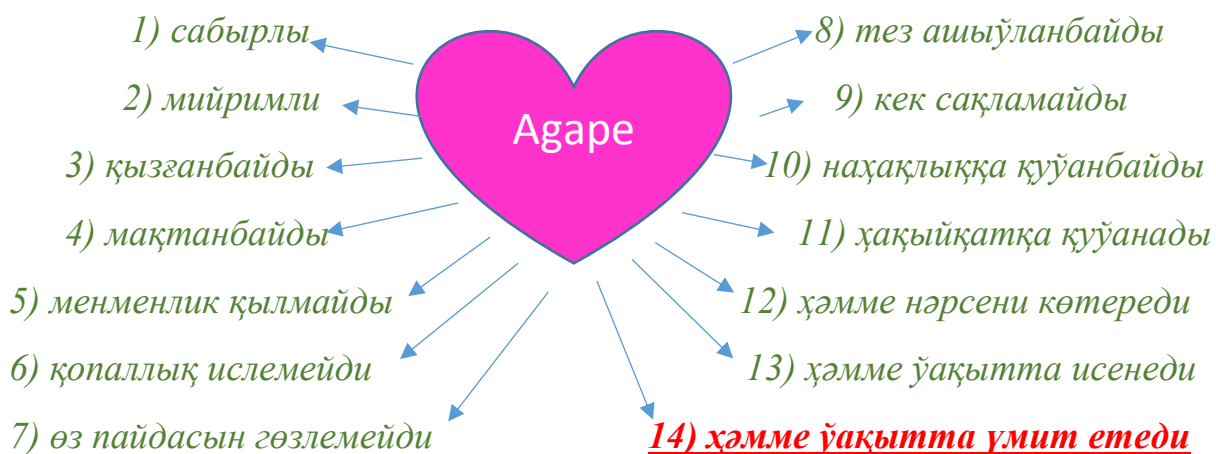 1) сабырлы
2) мийримли
3) қызғанбайды
4) мақтанбайды
5) менменлик қылмайды
6) қопаллық ислемейди
7) өз пайдасын гөзлемейди
Agape
8) тез ашыўланбайды
9) кек сақламайды
10) наҳақлыққа қуўанбайды
11) ҳақыйқатқа қуўанады
12) ҳәмме нәрсени көтереди
13) ҳәмме ўақытта исенеди
14) ҳәмме ўақытта үмит етеди